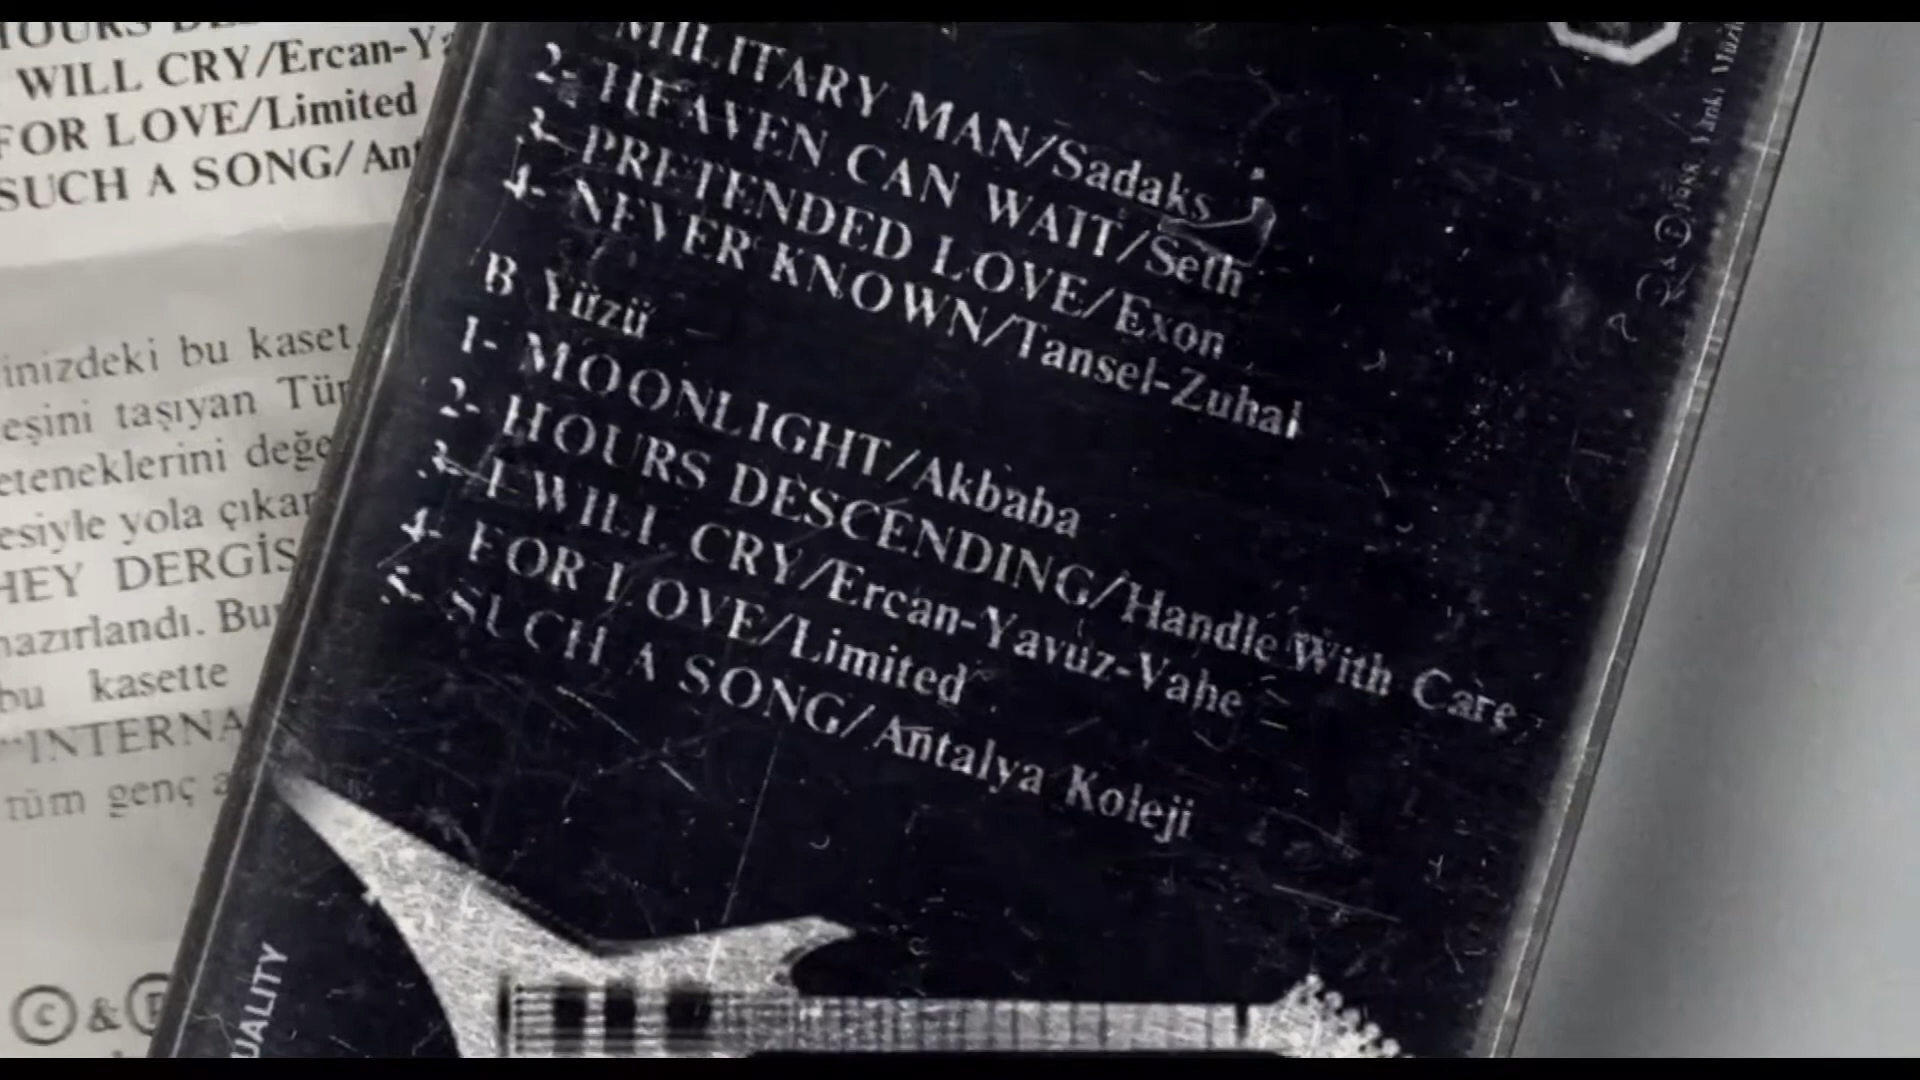 WILL CRY/Ercan-Ya
FOR LOVE/Limited
SUCH A SONG/Ant
inizdeki bu kaset,
eşini taşıyan Tür
eteneklerini değe
esiyle yola çıkar
HEY DERGİS
hazırlandı. Bu
bu kasette
"INTERNA
tüm genç a
© &
MILITARY MAN/Sadaks
2- HEAVEN CAN WAIT/Seth
3- PRETENDED LOVE/Exon
4- NEVER KNOWN/Tansel-Zuhal
B Yüzü
1- MOONLIGHT/Akbaba
2- HOURS DESCENDING/Handle With Care
3- I WILL CRY/Ercan-Yavuz-Vahe
4- FOR LOVE/Limited
5- SUCH A SONG/Antalya Koleji
UALITY